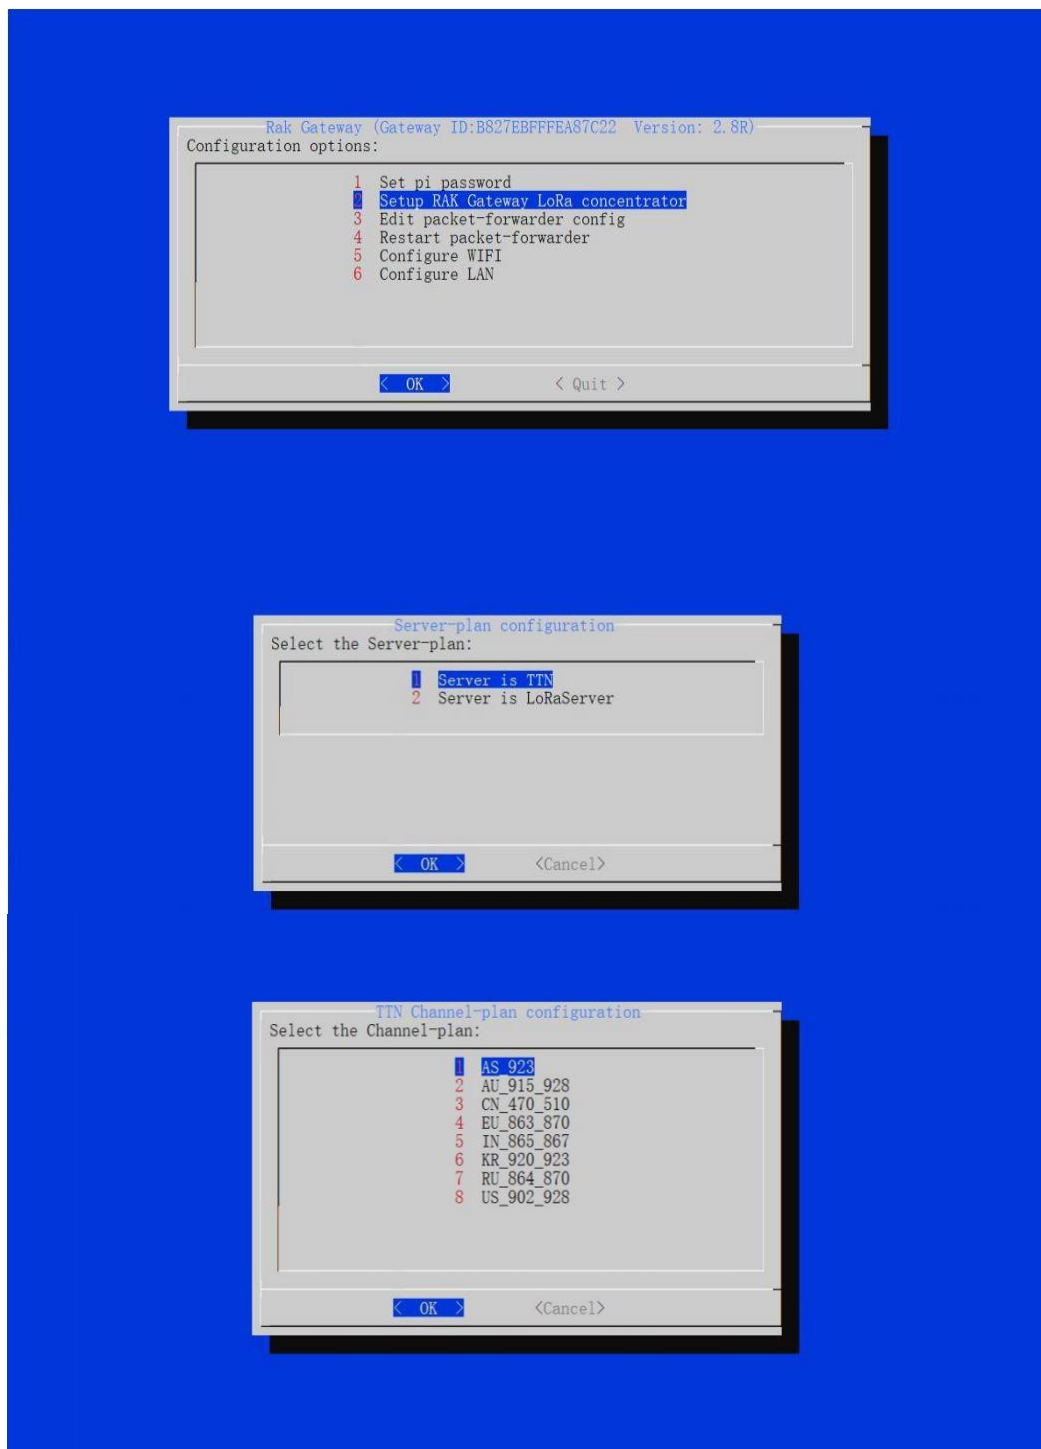 Rak Gateway (Gateway ID:B827EBFFFEA87C22 Version: 2.8R)
Configuration options:
1 Set pi password
2 Setup RAK Gateway LoRa concentrator
3 Edit packet-forwarder config
4 Restart packet-forwarder
5 Configure WIFI
6 Configure LAN
< OK > < Quit >
Server-plan configuration
Select the Server-plan:
1 Server is TTN
2 Server is LoRaServer
< OK > <Cancel>
TTN Channel-plan configuration
Select the Channel-plan:
1 AS_923
2 AU_915_928
3 CN_470_510
4 EU_863_870
5 IN_865_867
6 KR_920_923
7 RU_864_870
8 US_902_928
< OK > <Cancel>